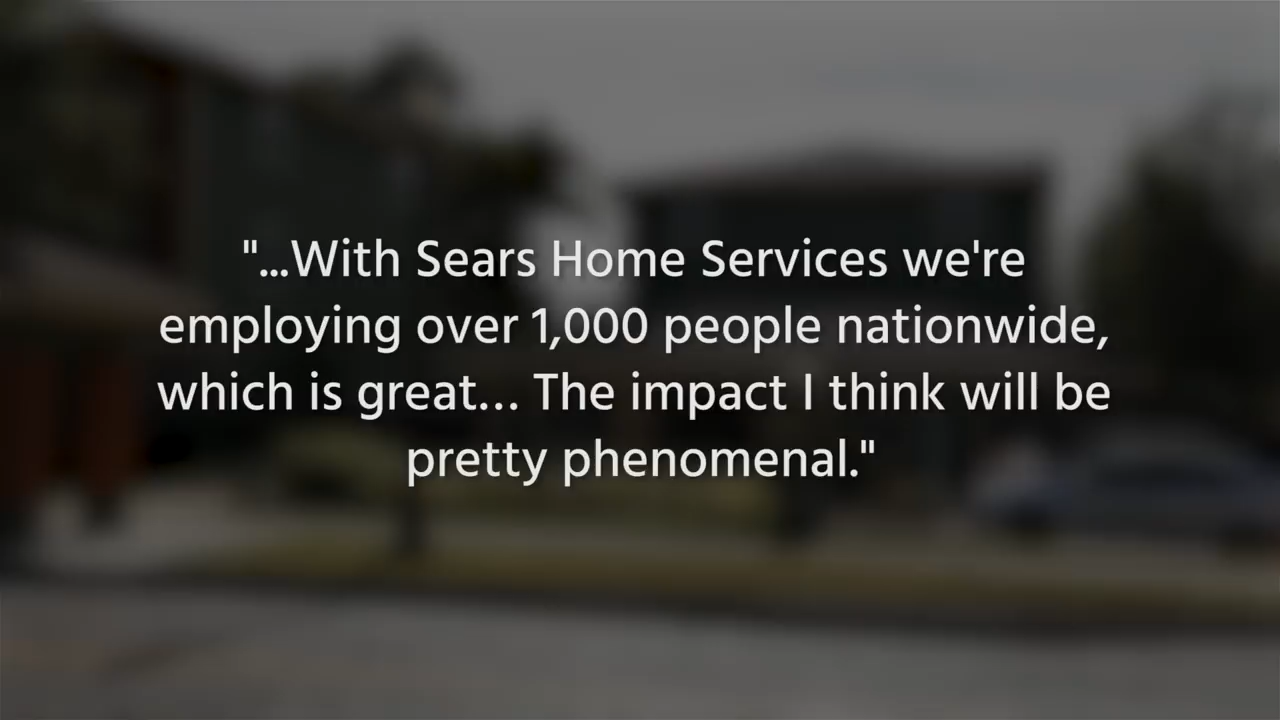 "...With Sears Home Services we're
employing over 1,000 people nationwide,
which is great... The impact I think will be
pretty phenomenal."